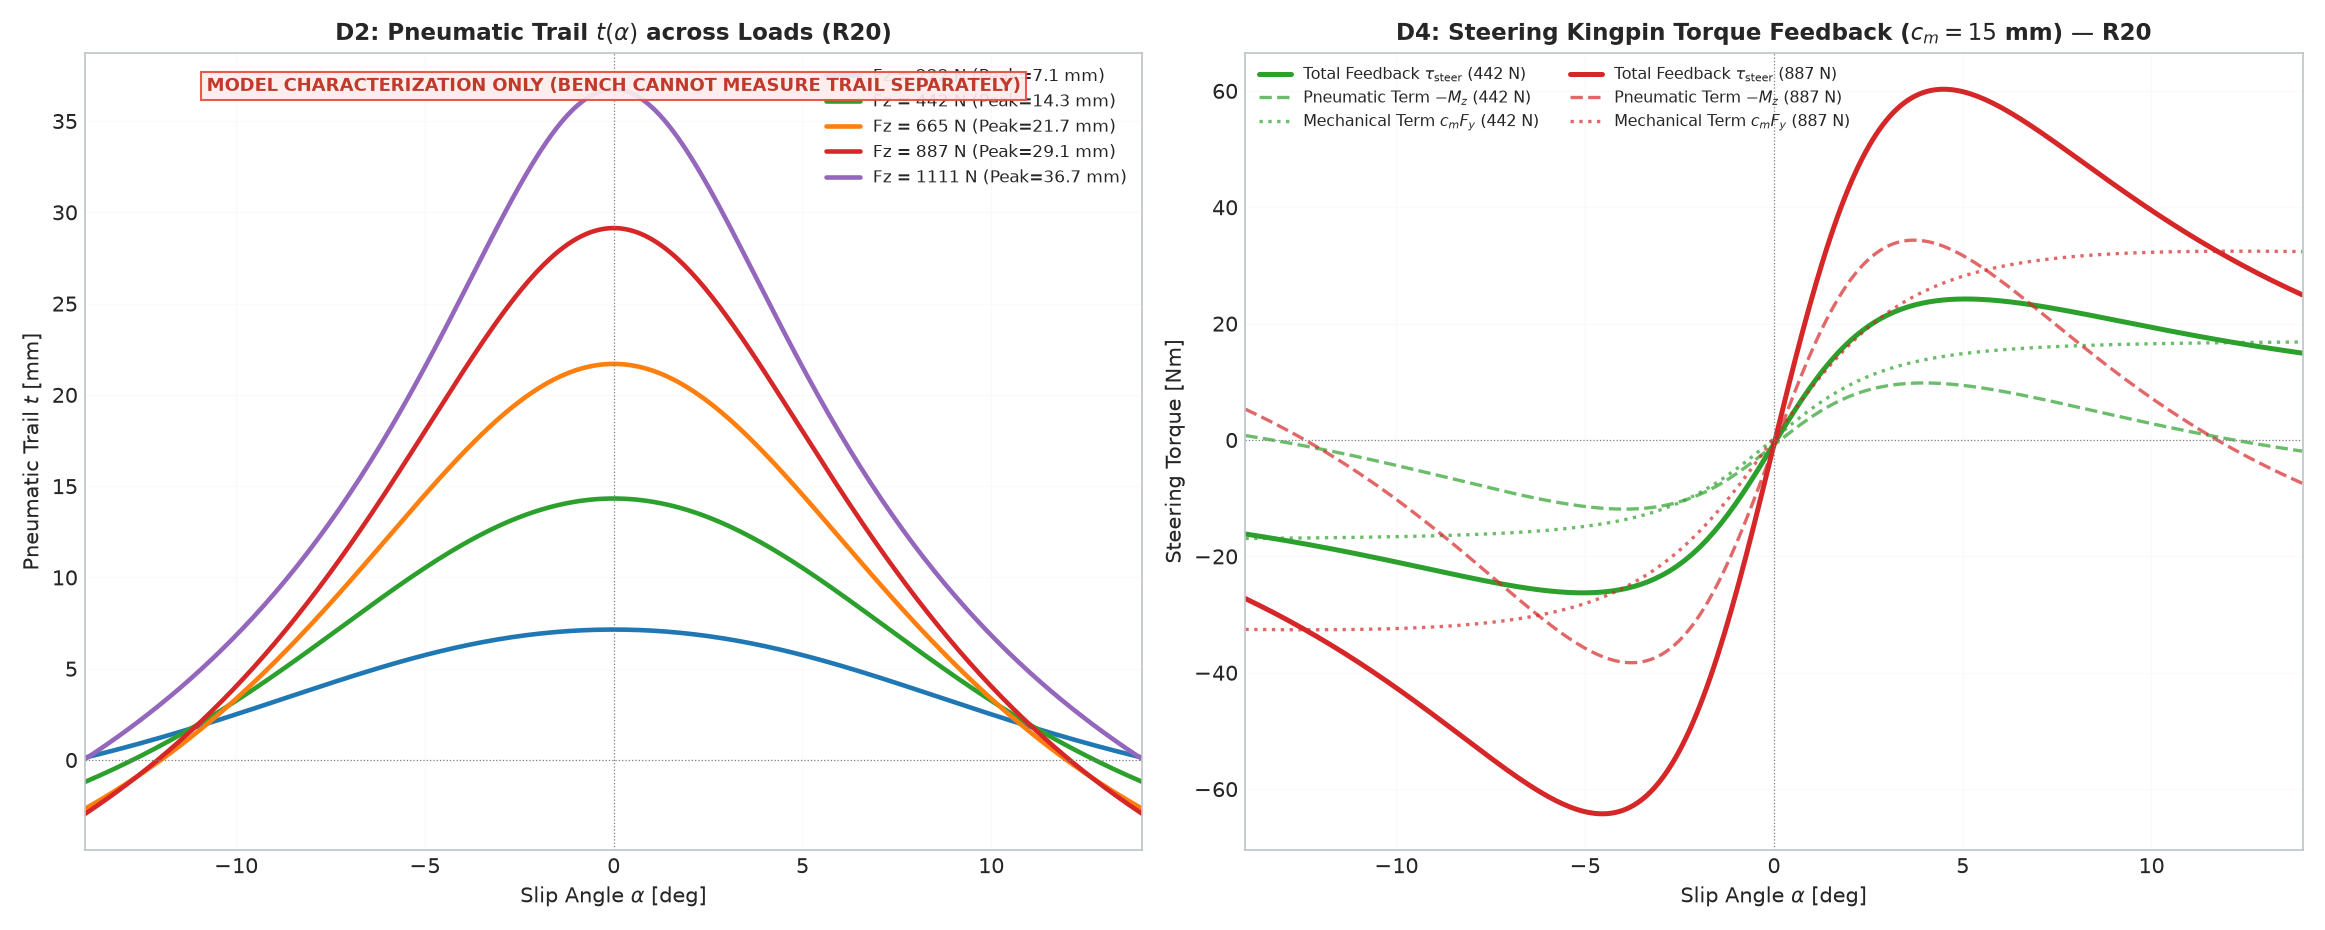 D2: Pneumatic Trail t(α) across Loads (R20)
MODEL CHARACTERIZATION ONLY (BENCH CANNOT MEASURE TRAIL SEPARATELY)
=7.1 mm)
Fz = 442 N (Peak=14.3 mm)
Fz = 665 N (Peak=21.7 mm)
Fz = 887 N (Peak=29.1 mm)
Fz = 1111 N (Peak=36.7 mm)
35
30
25
20
15
10
5
0
Pneumatic Trail t [mm]
−10
−5
0
5
10
Slip Angle α [deg]
D4: Steering Kingpin Torque Feedback (cₘ = 15 mm) — R20
Total Feedback τsteer (442 N)
Pneumatic Term −Mz (442 N)
Mechanical Term cmFy (442 N)
Total Feedback τsteer (887 N)
Pneumatic Term −Mz (887 N)
Mechanical Term cmFy (887 N)
60
40
20
0
−20
−40
−60
Steering Torque [Nm]
−10
−5
0
5
10
Slip Angle α [deg]